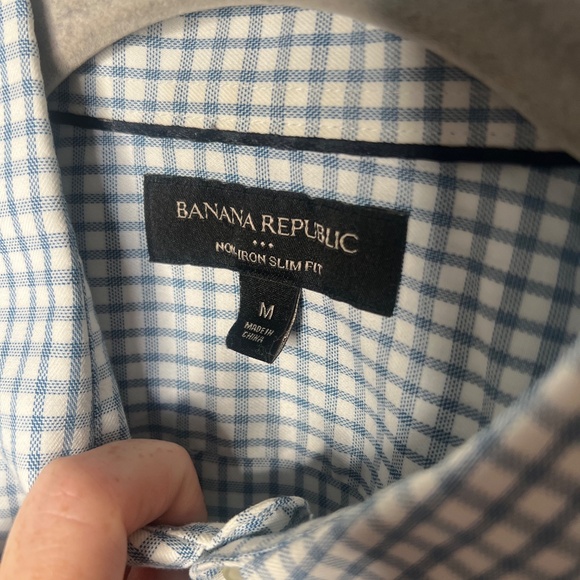 BANANA REPUBLIC
NON-IRON SLIM FIT
M
MADE IN
CHINA